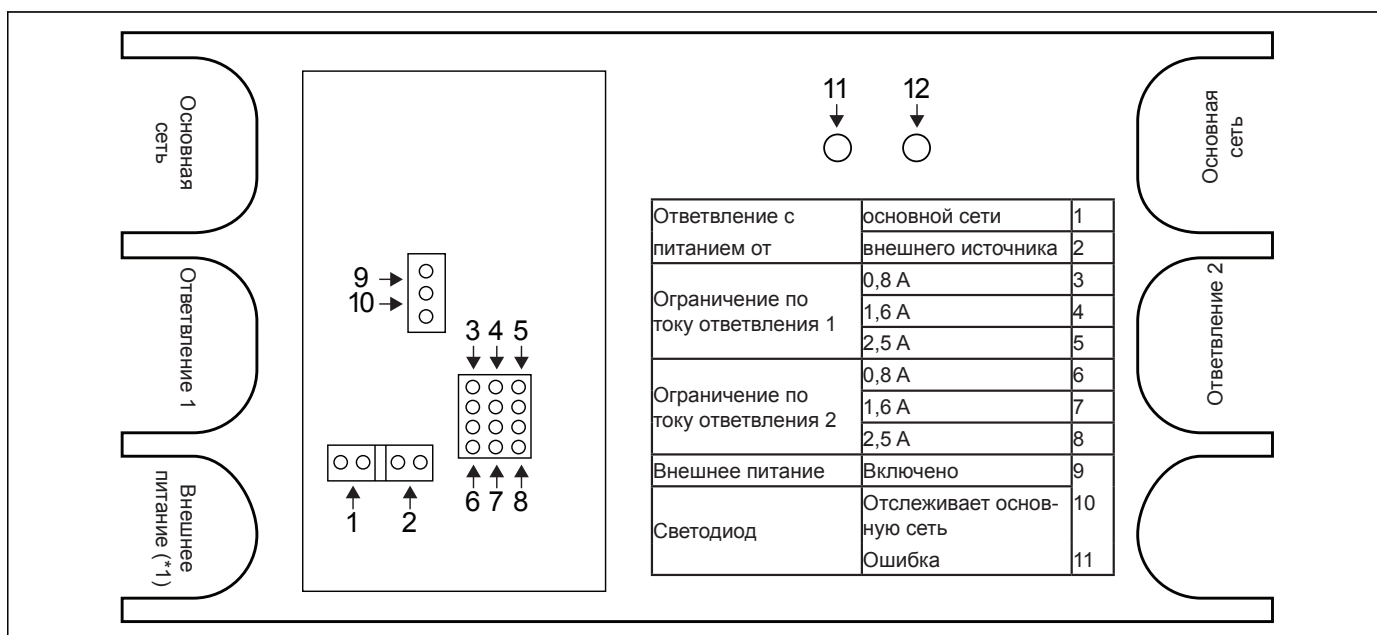 Основная
сеть
Ответвление 1
Внешнее
питание (*1)
9
10
3 4 5
6 7 8
1 2
11 12
Ответвление с
питанием от
основной сети 1
внешнего источника 2
Ограничение по
току ответвления 1
0,8 А 3
1,6 А 4
2,5 А 5
Ограничение по
току ответвления 2
0,8 А 6
1,6 А 7
2,5 А 8
Внешнее питание Включено 9
Светодиод
Отслеживает основ-
ную сеть 10
Ошибка 11
Основная
сеть
Ответвление 2